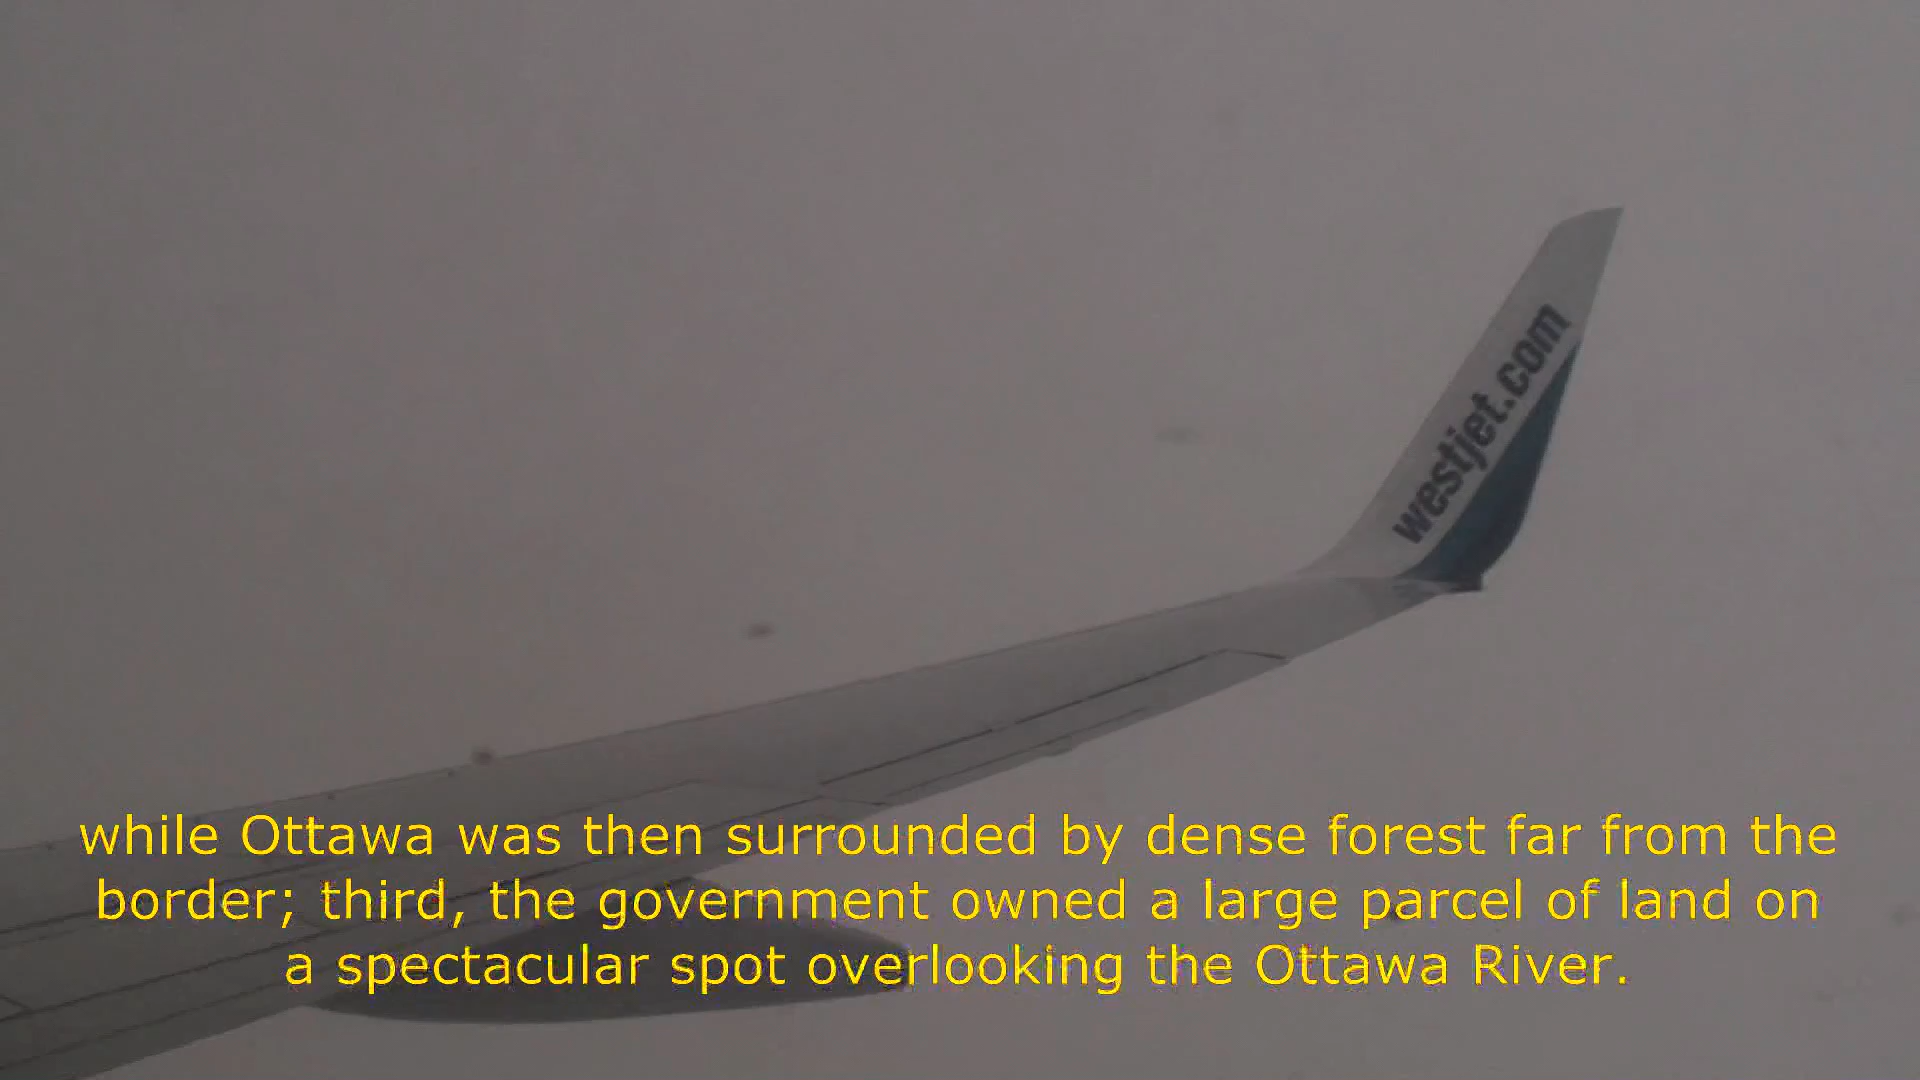 westjet.com
while Ottawa was then surrounded by dense forest far from the
border; third, the government owned a large parcel of land on
a spectacular spot overlooking the Ottawa River.